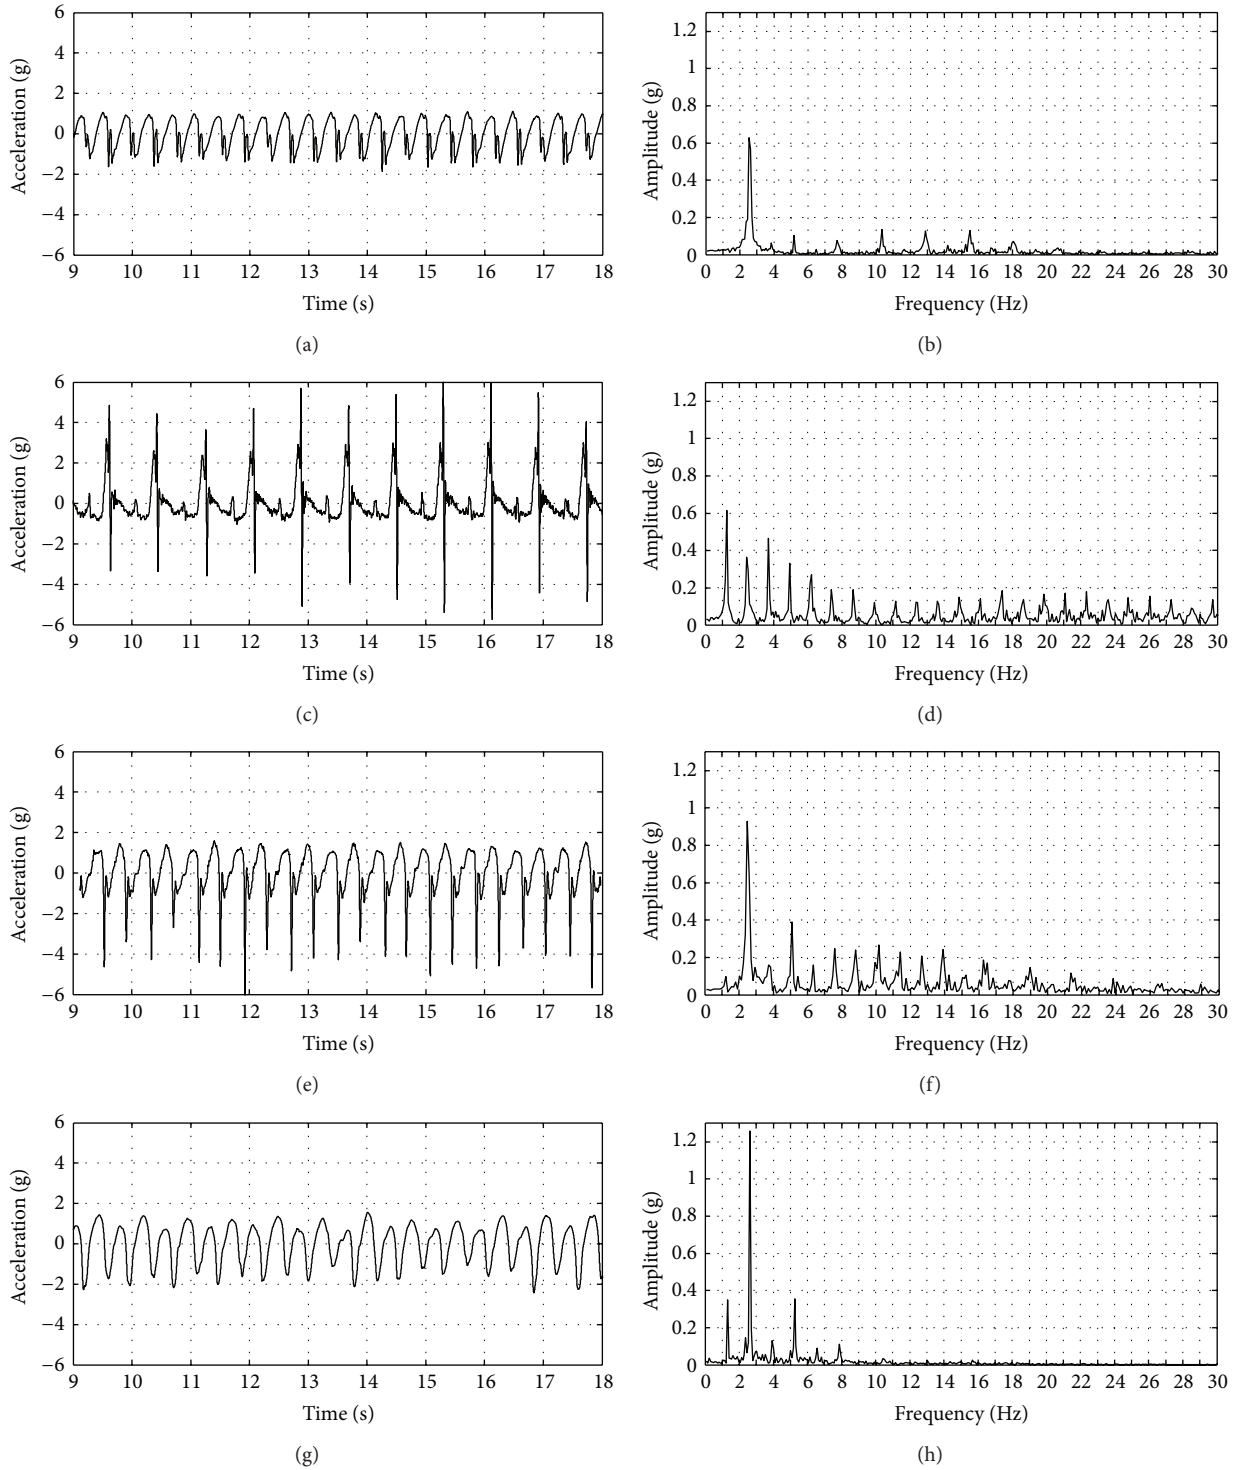 6
4
2
0
−2
−4
−6
Acceleration (g)
9 10 11 12 13 14 15 16 17 18
Time (s)
(a)
1.2
1
0.8
0.6
0.4
0.2
0
Amplitude (g)
0 2 4 6 8 10 12 14 16 18 20 22 24 26 28 30
Frequency (Hz)
(b)
6
4
2
0
−2
−4
−6
Acceleration (g)
9 10 11 12 13 14 15 16 17 18
Time (s)
(c)
1.2
1
0.8
0.6
0.4
0.2
0
Amplitude (g)
0 2 4 6 8 10 12 14 16 18 20 22 24 26 28 30
Frequency (Hz)
(d)
6
4
2
0
−2
−4
−6
Acceleration (g)
9 10 11 12 13 14 15 16 17 18
Time (s)
(e)
1.2
1
0.8
0.6
0.4
0.2
0
Amplitude (g)
0 2 4 6 8 10 12 14 16 18 20 22 24 26 28 30
Frequency (Hz)
(f)
6
4
2
0
−2
−4
−6
Acceleration (g)
9 10 11 12 13 14 15 16 17 18
Time (s)
(g)
1.2
1
0.8
0.6
0.4
0.2
0
Amplitude (g)
0 2 4 6 8 10 12 14 16 18 20 22 24 26 28 30
Frequency (Hz)
(h)